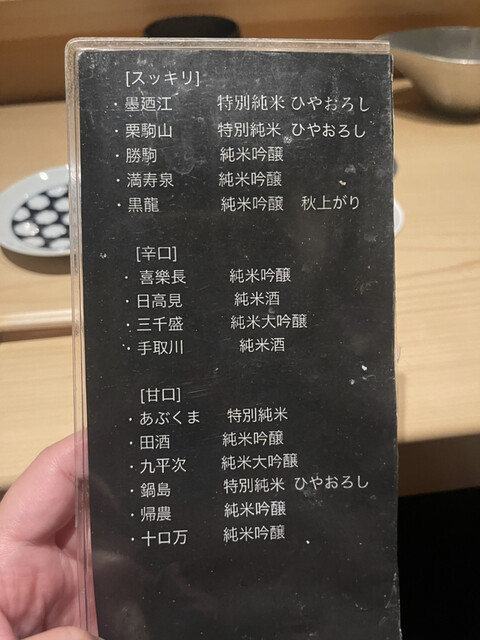 [スッキリ]
・墨廼江 特別純米 ひやおろし
・栗駒山 特別純米 ひやおろし
・勝駒 純米吟醸
・満寿泉 純米吟醸
・黒龍 純米吟醸 秋上がり
[辛口]
・喜樂長 純米吟醸
・日高見 純米酒
・三千盛 純米大吟醸
・手取川 純米酒
[甘口]
・あぶくま 特別純米
・田酒 純米吟醸
・九平次 純米大吟醸
・鍋島 特別純米 ひやおろし
・帰農 純米吟醸
・十口万 純米吟醸